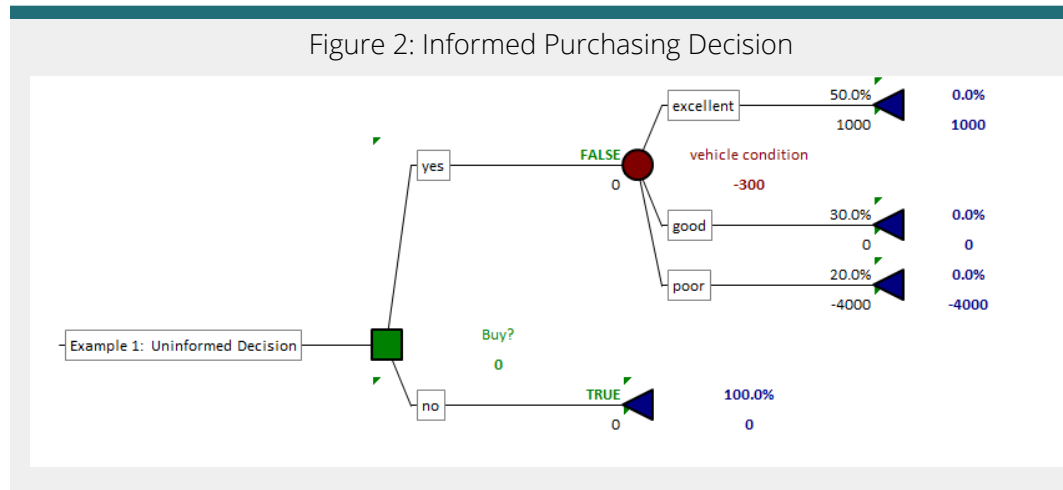 Figure 2: Informed Purchasing Decision
excellent
50.0%
0.0%
1000
1000
yes
FALSE
vehicle condition
0
-300
good
30.0%
0.0%
0
0
poor
20.0%
0.0%
-4000
-4000
Example 1: Uninformed Decision
Buy?
0
no
TRUE
100.0%
0
0